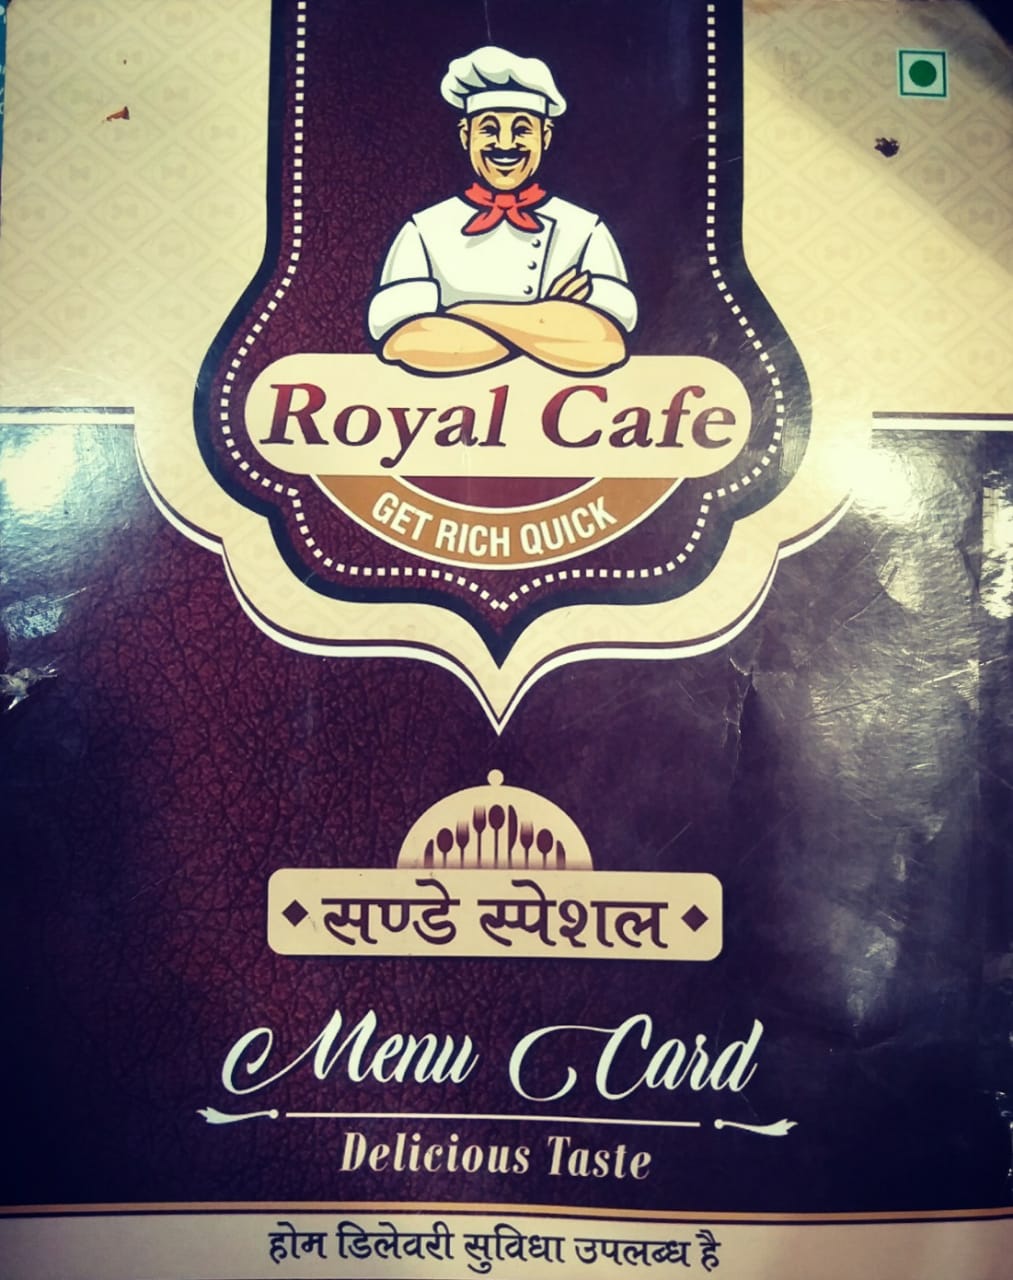 Royal Cafe
GET RICH QUICK
सण्डे स्पेशल
Menu Card
Delicious Taste
होम डिलेवरी सुविधा उपलब्ध है